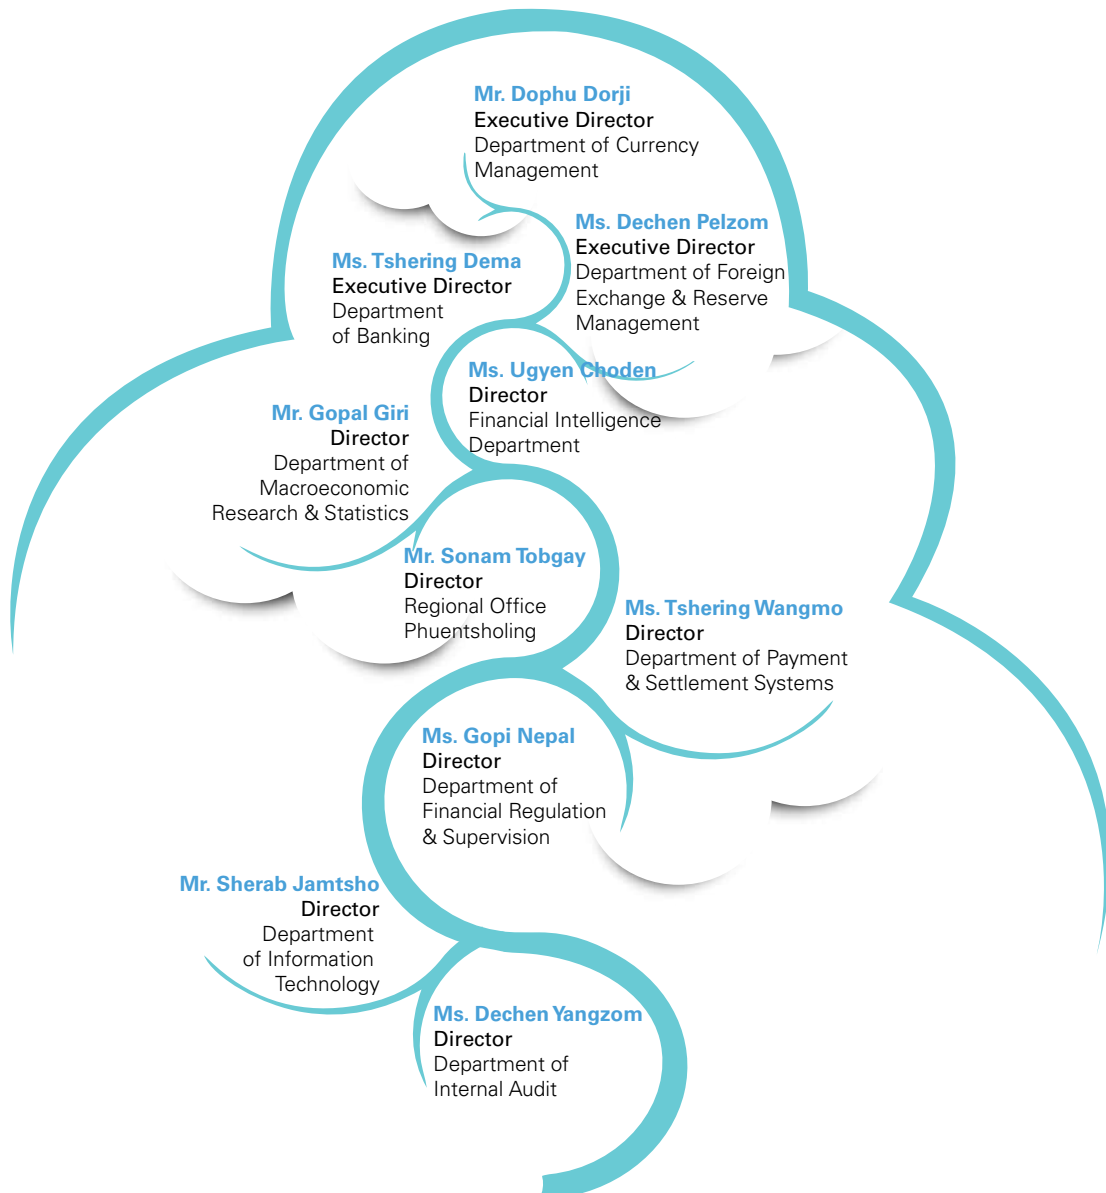 Mr. Dophu Dorji
Executive Director
Department of Currency
Management
Ms. Dechen Pelzom
Executive Director
Department of Foreign
Exchange & Reserve
Management
Ms. Tshering Dema
Executive Director
Department
of Banking
Ms. Ugyen Choden
Director
Financial Intelligence
Department
Mr. Gopal Giri
Director
Department of
Macroeconomic
Research & Statistics
Mr. Sonam Tobgay
Director
Regional Office
Phuentsholing
Ms. Tshering Wangmo
Director
Department of Payment
& Settlement Systems
Ms. Gopi Nepal
Director
Department of
Financial Regulation
& Supervision
Mr. Sherab Jamtsho
Director
Department
of Information
Technology
Ms. Dechen Yangzom
Director
Department of
Internal Audit